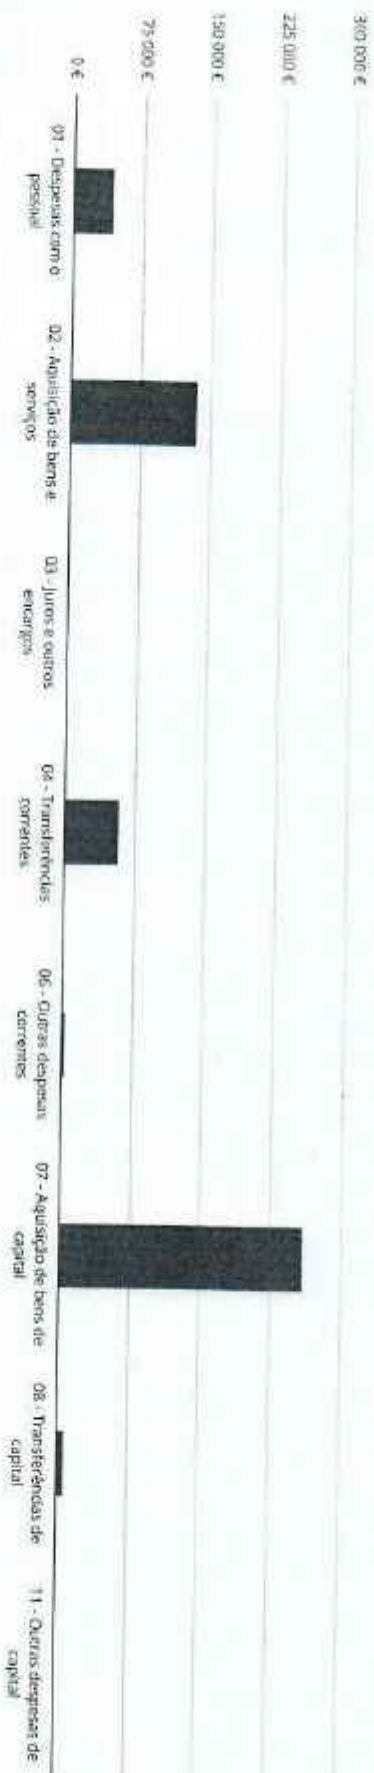 300 000 €
225 000 €
150 000 €
75 000 €
0 €
01 - Despesas com o
pessoal
02 - Aquisição de bens e
serviços
03 - Juros e outros
encargos
04 - Transferências
correntes
06 - Outras despesas
correntes
07 - Aquisição de bens de
capital
08 - Transferências de
capital
11 - Outras despesas de
capital